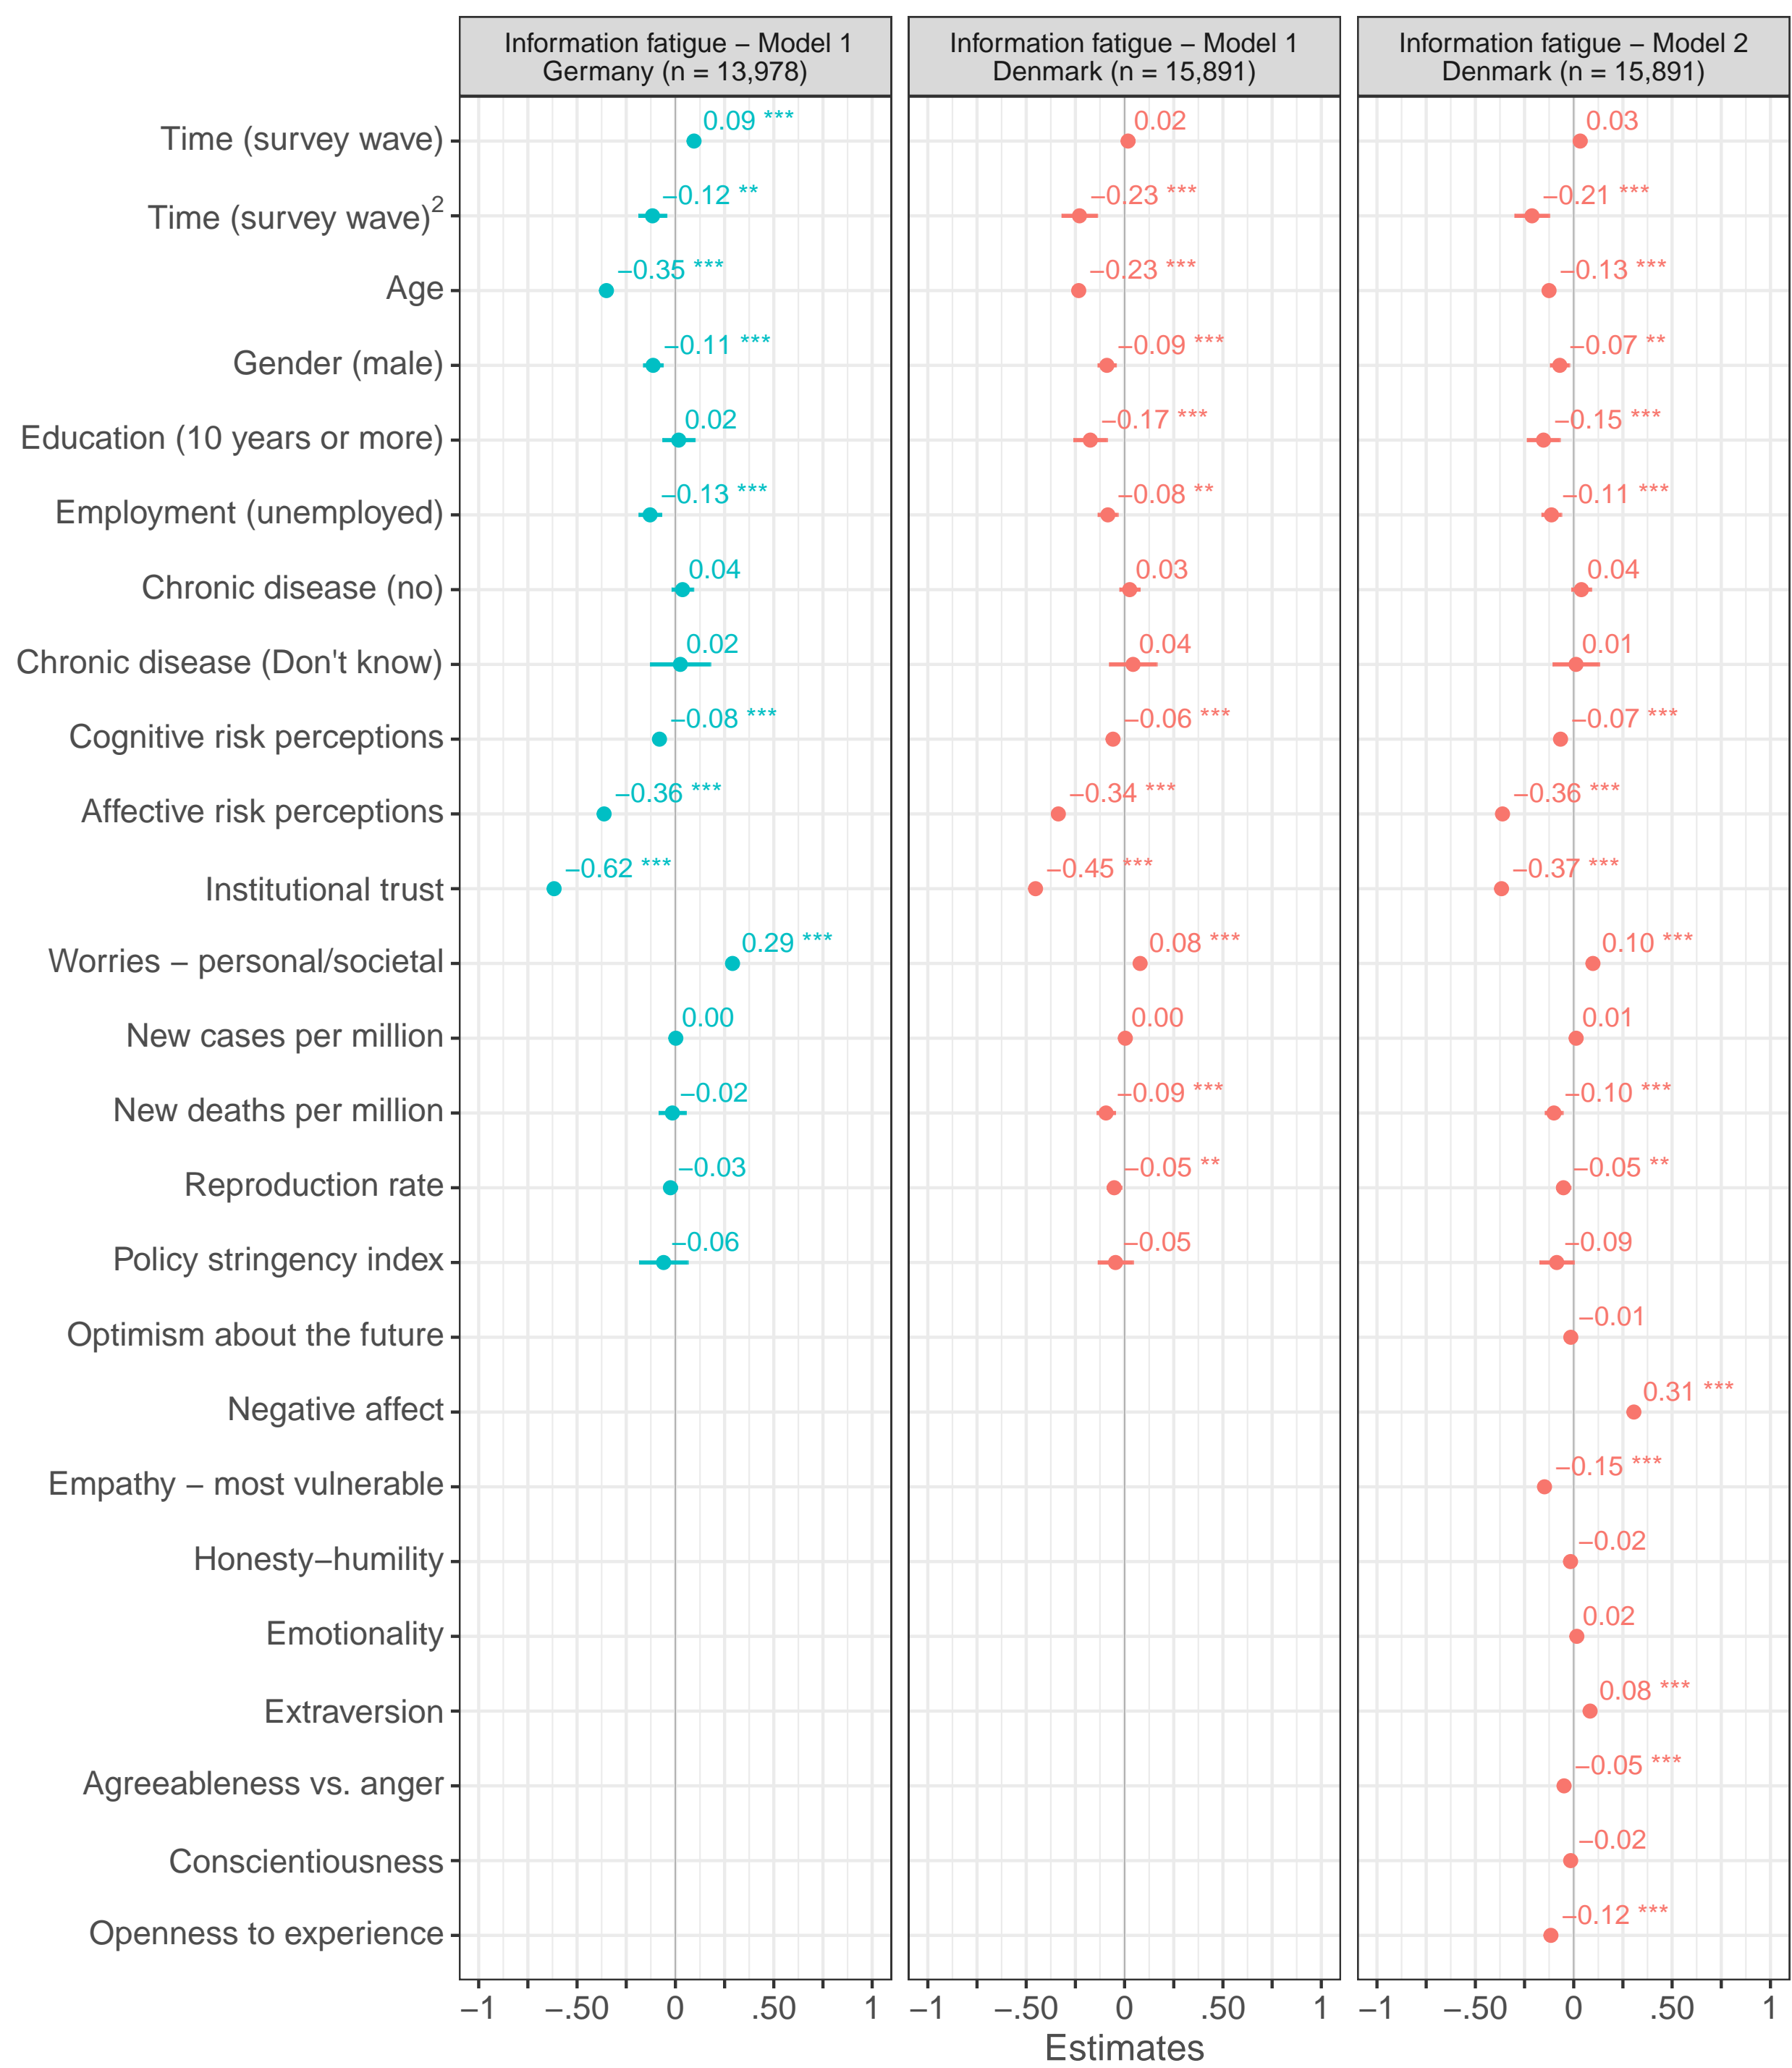 Information fatigue – Model 1
Germany (n = 13,978)
Information fatigue – Model 1
Denmark (n = 15,891)
Information fatigue – Model 2
Denmark (n = 15,891)
Time (survey wave) 0.09 *** 0.02 0.03
Time (survey wave)2 –0.12 ** –0.23 *** –0.21 ***
Age –0.35 *** –0.23 *** –0.13 ***
Gender (male) –0.11 *** –0.09 *** –0.07 **
Education (10 years or more) 0.02 –0.17 *** –0.15 ***
Employment (unemployed) –0.13 *** –0.08 ** –0.11 ***
Chronic disease (no) 0.04 0.03 0.04
Chronic disease (Don't know) 0.02 0.04 0.01
Cognitive risk perceptions –0.08 *** –0.06 *** –0.07 ***
Affective risk perceptions –0.36 *** –0.34 *** –0.36 ***
Institutional trust –0.62 *** –0.45 *** –0.37 ***
Worries – personal/societal 0.29 *** 0.08 *** 0.10 ***
New cases per million 0.00 0.00 0.01
New deaths per million –0.02 –0.09 *** –0.10 ***
Reproduction rate –0.03 –0.05 ** –0.05 **
Policy stringency index –0.06 –0.05 –0.09
Optimism about the future –0.01
Negative affect 0.31 ***
Empathy – most vulnerable –0.15 ***
Honesty–humility –0.02
Emotionality 0.02
Extraversion 0.08 ***
Agreeableness vs. anger –0.05 ***
Conscientiousness –0.02
Openness to experience –0.12 ***
–1 –.50 0 .50 1 –1 –.50 0 .50 1 –1 –.50 0 .50 1
Estimates